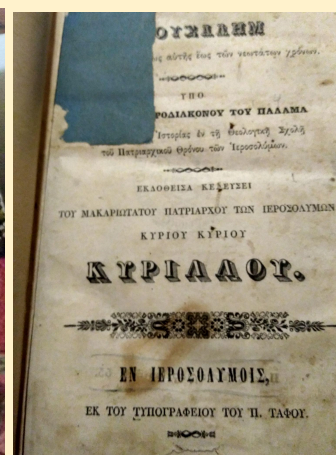 ΟΥΣΑΛΗΜ
αὐτῆς ἕως τῶν νεωτάτων χρόνων.
ΥΠΟ
ΡΟΔΙΑΚΟΝΟΥ ΤΟΥ ΠΑΛΑΜΑ
Ἱστορίας ἐν τῇ Θεολογικῇ Σχολῇ
τοῦ Πατριαρχικοῦ Θρόνου τῶν Ἱεροσολύμων.
ΕΚΔΟΘΕΙΣΑ ΚΕΛΕΥΣΕΙ
ΤΟΥ ΜΑΚΑΡΙΩΤΑΤΟΥ ΠΑΤΡΙΑΡΧΟΥ ΤΩΝ ΙΕΡΟΣΟΛΥΜΩΝ
ΚΥΡΙΟΥ ΚΥΡΙΟΥ
ΚΥΡΙΛΛΟΥ.
ΕΝ ΙΕΡΟΣΟΛΥΜΟΙΣ,
ΕΚ ΤΟΥ ΤΥΠΟΓΡΑΦΕΙΟΥ ΤΟΥ Π. ΤΑΦΟΥ.